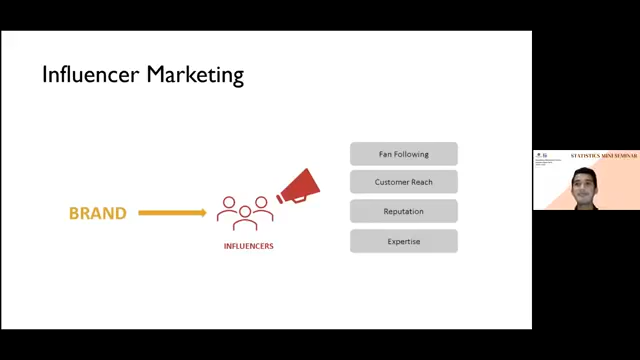 Influencer Marketing
Fan Following
Customer Reach
BRAND
Reputation
INFLUENCERS
Expertise
STATISTICS MINI SEMINAR